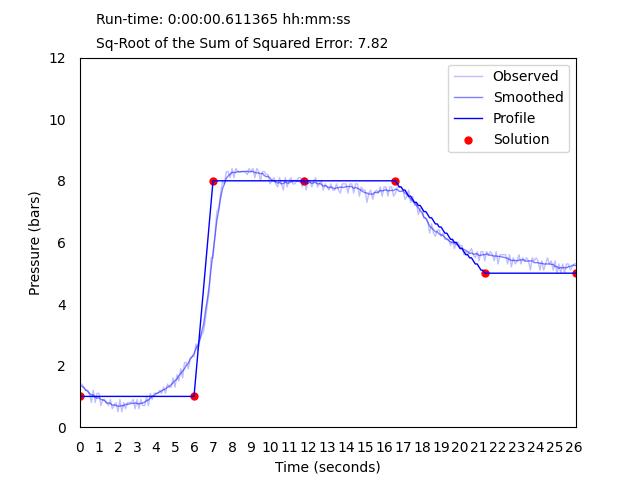 Run-time: 0:00:00.611365 hh:mm:ss
Sq-Root of the Sum of Squared Error: 7.82
12
10
8
6
4
2
0
Pressure (bars)
Observed
Smoothed
Profile
Solution
0 1 2 3 4 5 6 7 8 9 10 11 12 13 14 15 16 17 18 19 20 21 22 23 24 25 26
Time (seconds)